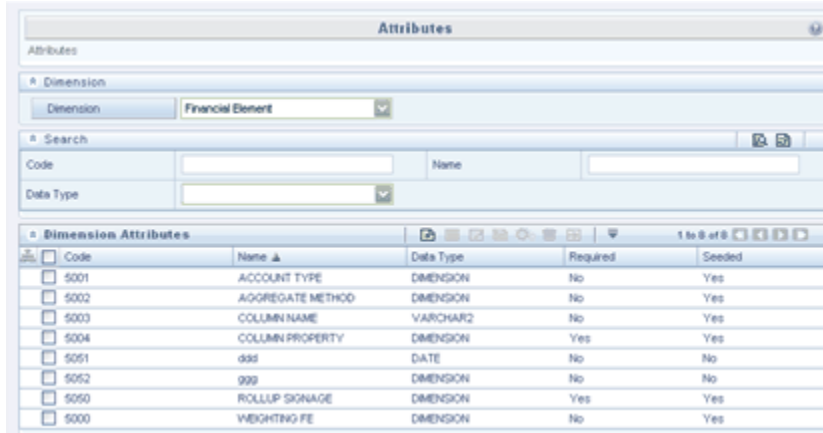 Attributes
Attributes
Dimension
Dimension Financial Element
Search
Code Name
Data Type
Dimension Attributes 1 to 8 of 8
Code Name Data Type Required Seeded
5001 ACCOUNT TYPE DIMENSION No Yes
5002 AGGREGATE METHOD DIMENSION No Yes
5003 COLUMN NAME VARCHAR2 No Yes
5004 COLUMN PROPERTY DIMENSION Yes Yes
5051 ddd DATE No No
5052 ggg DIMENSION No No
5050 ROLLUP SIGNAGE DIMENSION Yes Yes
5000 WEIGHTING FE DIMENSION No Yes